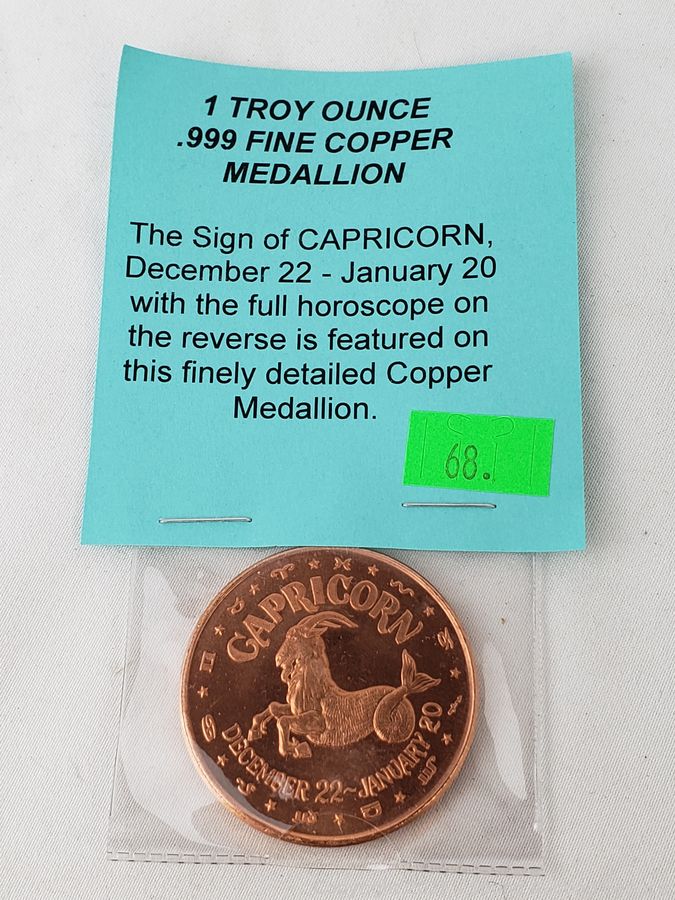 1 TROY OUNCE
.999 FINE COPPER
MEDALLION
The Sign of CAPRICORN,
December 22 - January 20
with the full horoscope on
the reverse is featured on
this finely detailed Copper
Medallion.
68.
CAPRICORN
DECEMBER 22~JANUARY 20